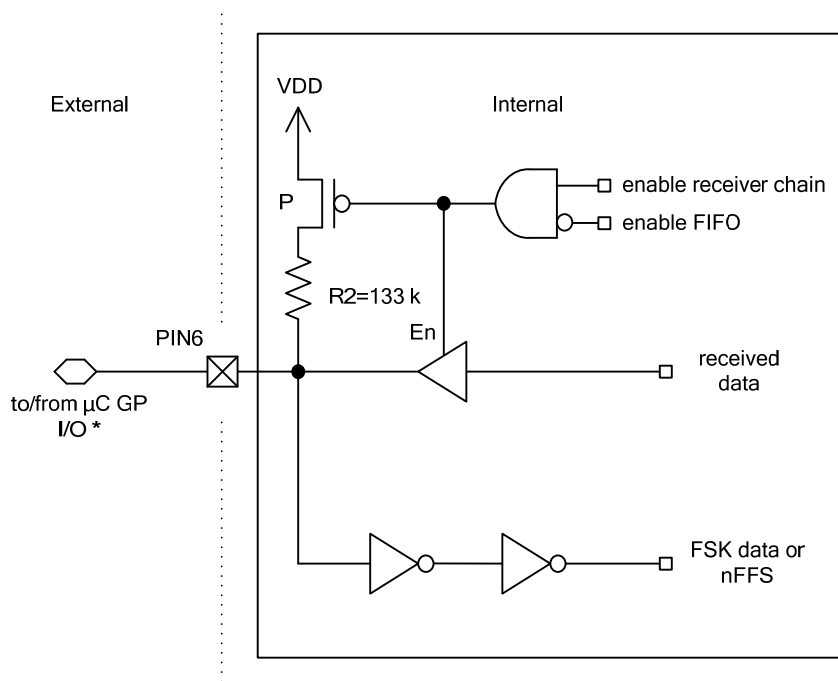 External
VDD
Internal
P
enable receiver chain
enable FIFO
R2=133 k
PIN6
En
to/from µC GP
I/O *
received
data
FSK data or
nFFS